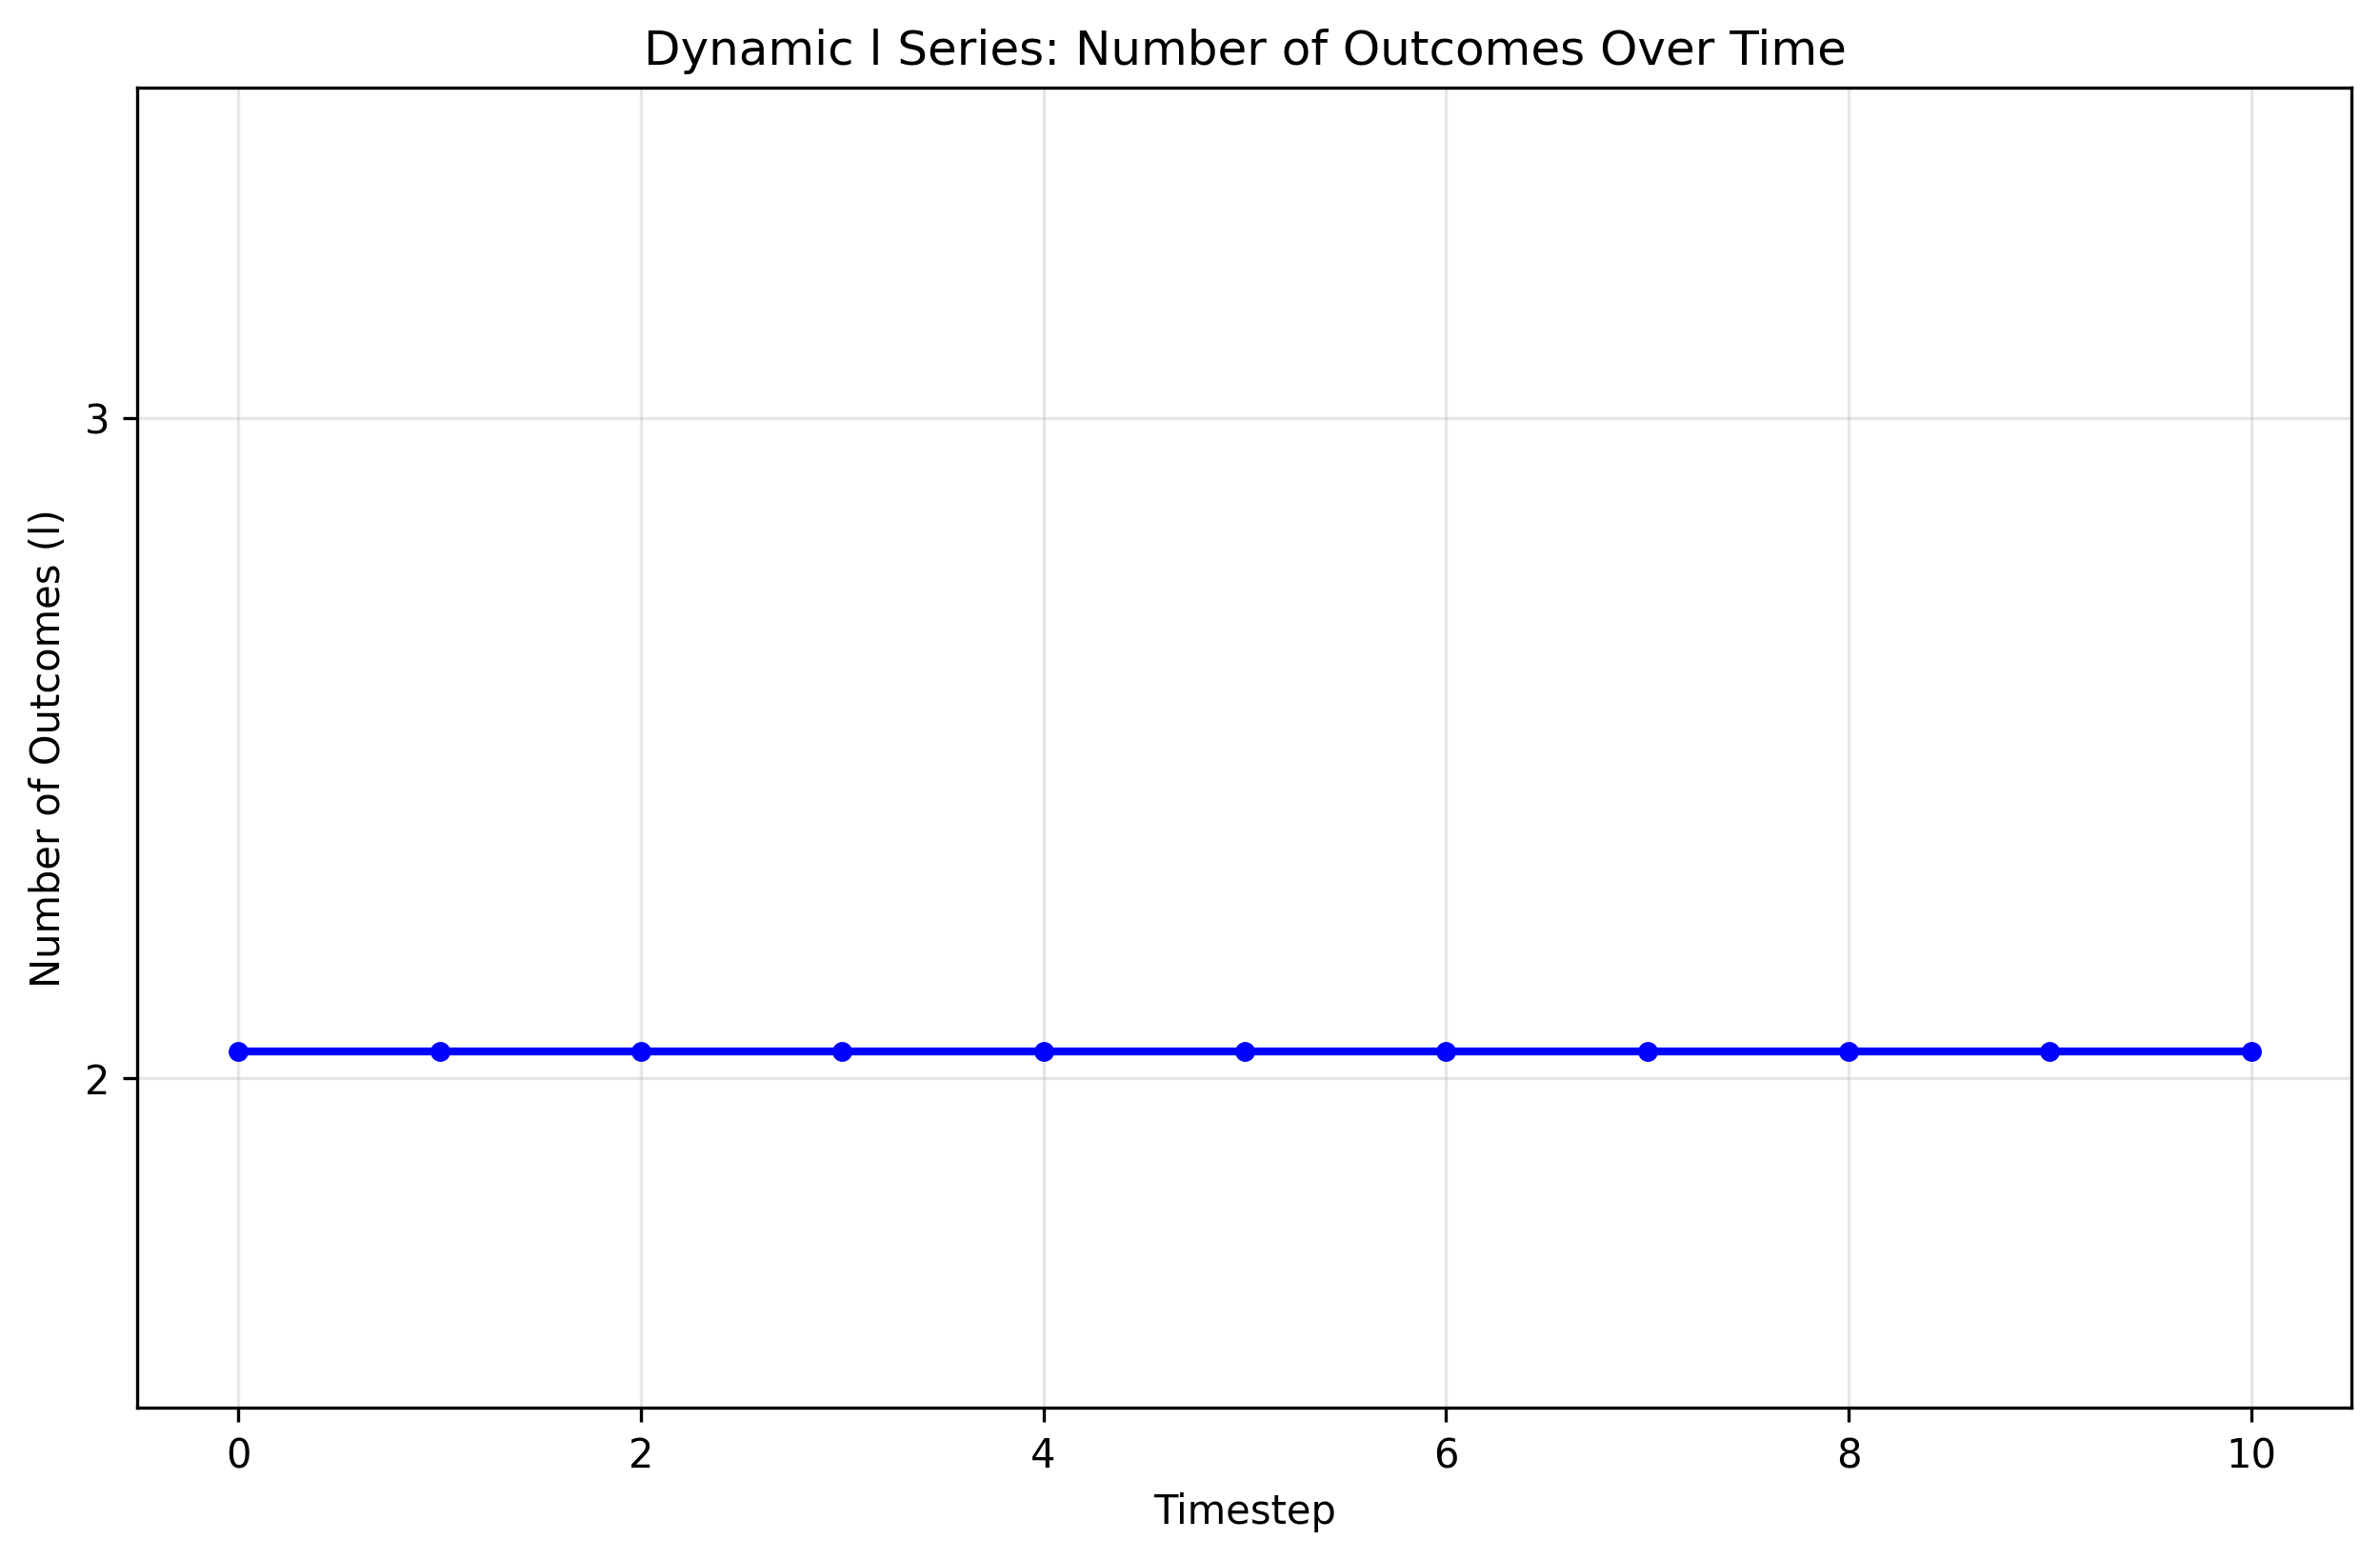 Dynamic l Series: Number of Outcomes Over Time
Number of Outcomes (l)
3
2
0 2 4 6 8 10
Timestep